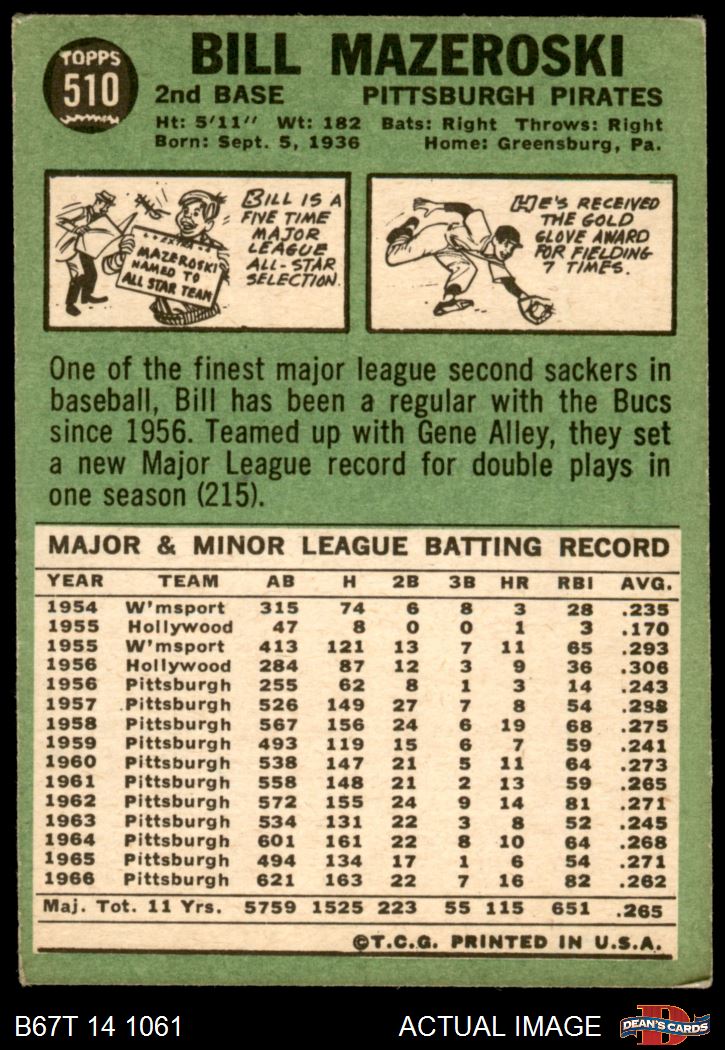 TOPPS
510
BILL MAZEROSKI
2nd BASE PITTSBURGH PIRATES
Ht: 5'11" Wt: 182 Bats: Right Throws: Right
Born: Sept. 5, 1936 Home: Greensburg, Pa.
BILL IS A
FIVE TIME
MAJOR
LEAGUE
ALL-STAR
SELECTION.
EXTRA
MAZEROSKI
NAMED TO
ALL STAR TEAM
HE'S RECEIVED
THE GOLD
GLOVE AWARD
FOR FIELDING
7 TIMES.
One of the finest major league second sackers in
baseball, Bill has been a regular with the Bucs
since 1956. Teamed up with Gene Alley, they set
a new Major League record for double plays in
one season (215).
MAJOR & MINOR LEAGUE BATTING RECORD
YEAR TEAM AB H 2B 3B HR RBI AVG.
1954 W'msport 315 74 6 8 3 28 .235
1955 Hollywood 47 8 0 0 1 3 .170
1955 W'msport 413 121 13 7 11 65 .293
1956 Hollywood 284 87 12 3 9 36 .306
1956 Pittsburgh 255 62 8 1 3 14 .243
1957 Pittsburgh 526 149 27 7 8 54
1958 Pittsburgh 567 156 24 6 19 68 .275
1959 Pittsburgh 493 119 15 6 7 59 .241
1960 Pittsburgh 538 147 21 5 11 64 .273
1961 Pittsburgh 558 148 21 2 13 59 .265
1962 Pittsburgh 572 155 24 9 14 81 .271
1963 Pittsburgh 534 131 22 3 8 52 .245
1964 Pittsburgh 601 161 22 8 10 64 .268
1965 Pittsburgh 494 134 17 1 6 54 .271
1966 Pittsburgh 621 163 22 7 16 82 .262
Maj. Tot. 11 Yrs. 5759 1525 223 55 115 651 .265
©T.C.G. PRINTED IN U.S.A.
B67T 14 1061 ACTUAL IMAGE
DEAN'S CARDS